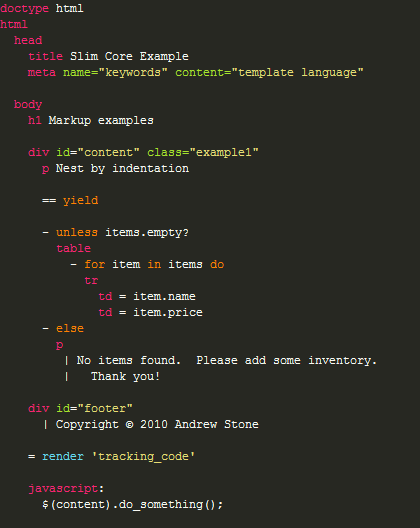 doctype html
html
  head
    title Slim Core Example
    meta name="keywords" content="template language"

  body
    h1 Markup examples

    div id="content" class="example1"
      p Nest by indentation

      == yield

      - unless items.empty?
        table
          - for item in items do
            tr
              td = item.name
              td = item.price
      - else
        p
         | No items found.  Please add some inventory.
         |   Thank you!

    div id="footer"
      | Copyright © 2010 Andrew Stone

    = render 'tracking_code'

    javascript:
      $(content).do_something();